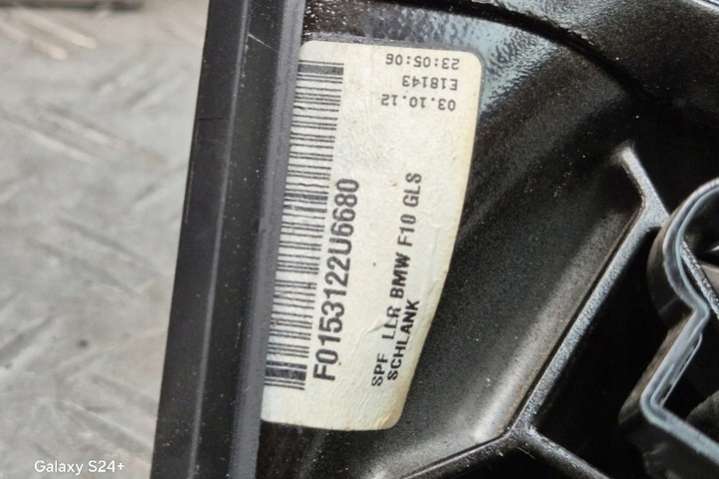 03.10.12
E18143
23:05:06
F0153122U6680
SPF LLR BMW F10 GLS
SCHLANK
Galaxy S24+